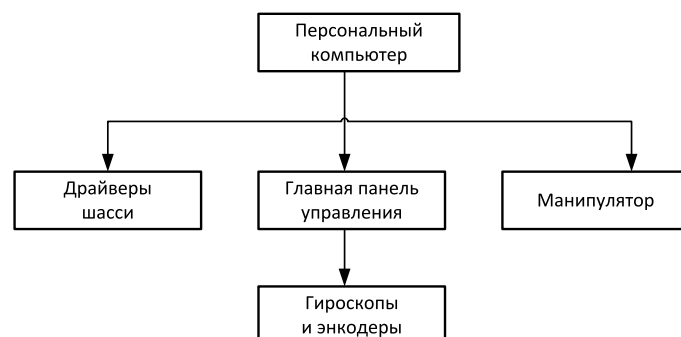 Персональный
компьютер
Драйверы
шасси
Главная панель
управления
Манипулятор
Гироскопы
и энкодеры